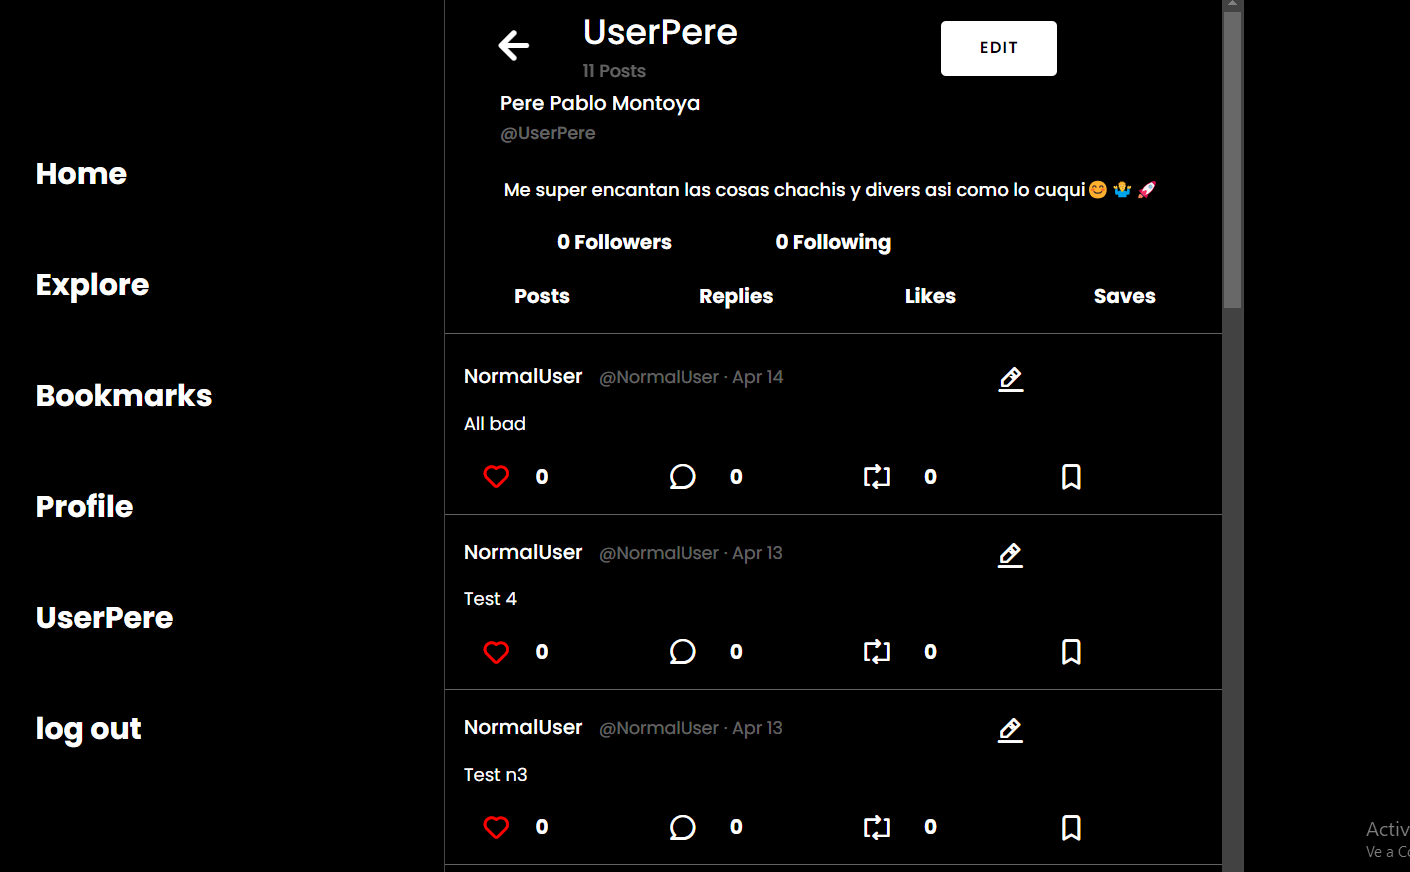 Home
Explore
Bookmarks
Profile
UserPere
log out
UserPere
EDIT
11 Posts
Pere Pablo Montoya
@UserPere
Me super encantan las cosas chachis y divers asi como lo cuqui😊 🤷‍♂️ 🚀
0 Followers 0 Following
Posts Replies Likes Saves
NormalUser @NormalUser · Apr 14
All bad
0 0 0
NormalUser @NormalUser · Apr 13
Test 4
0 0 0
NormalUser @NormalUser · Apr 13
Test n3
0 0 0
Activ
Ve a Co